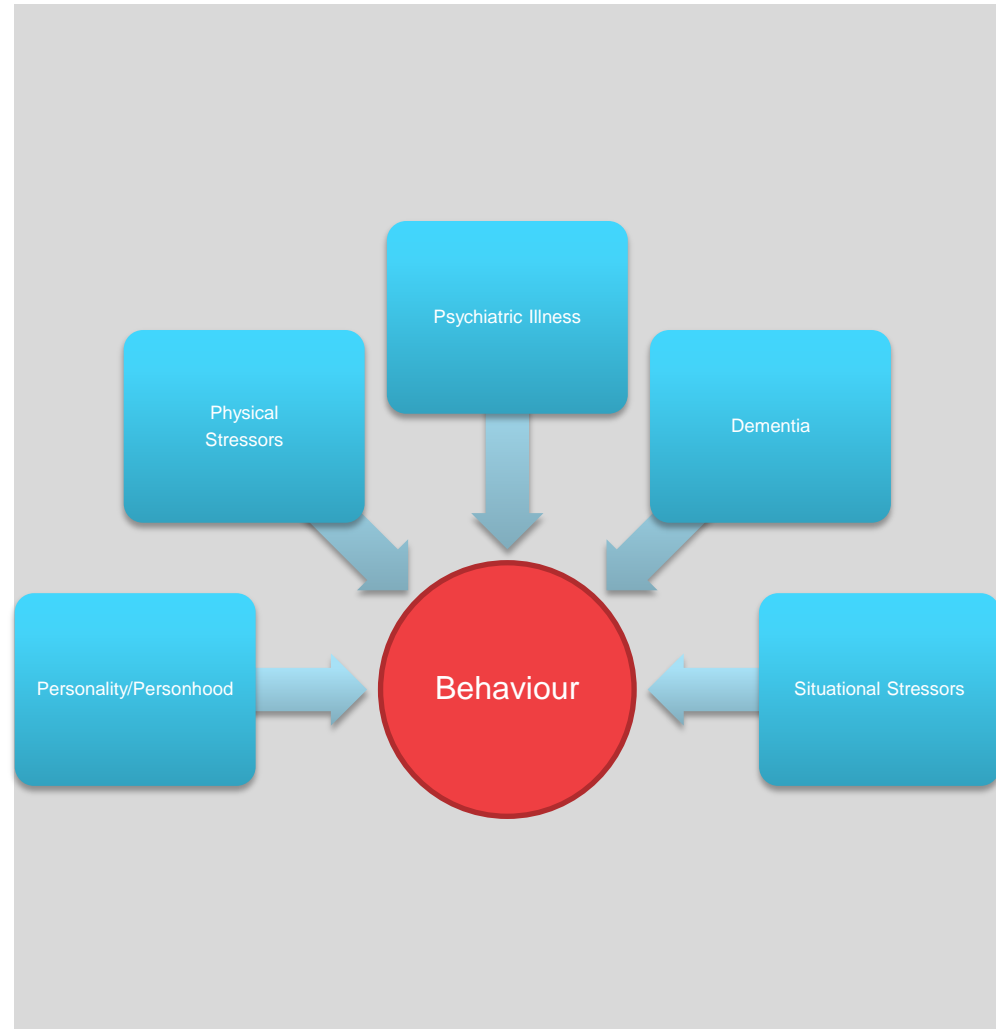 Psychiatric Illness
Physical
Stressors
Dementia
Personality/Personhood
Behaviour
Situational Stressors